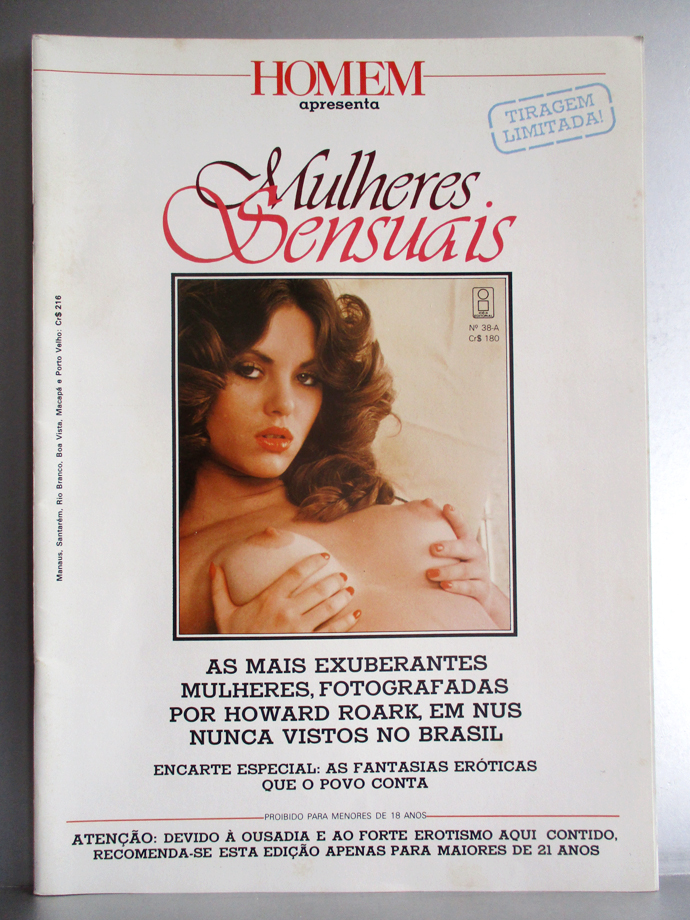 HOMEM
apresenta
TIRAGEM
LIMITADA!
Mulheres
Sensuais
Nº 38-A
Cr$ 180
Manaus, Santarém, Rio Branco, Boa Vista, Macapá e Porto Velho: Cr$ 216
AS MAIS EXUBERANTES
MULHERES, FOTOGRAFADAS
POR HOWARD ROARK, EM NUS
NUNCA VISTOS NO BRASIL
ENCARTE ESPECIAL: AS FANTASIAS ERÓTICAS
QUE O POVO CONTA
PROIBIDO PARA MENORES DE 18 ANOS
ATENÇÃO: DEVIDO À OUSADIA E AO FORTE EROTISMO AQUI CONTIDO,
RECOMENDA-SE ESTA EDIÇÃO APENAS PARA MAIORES DE 21 ANOS